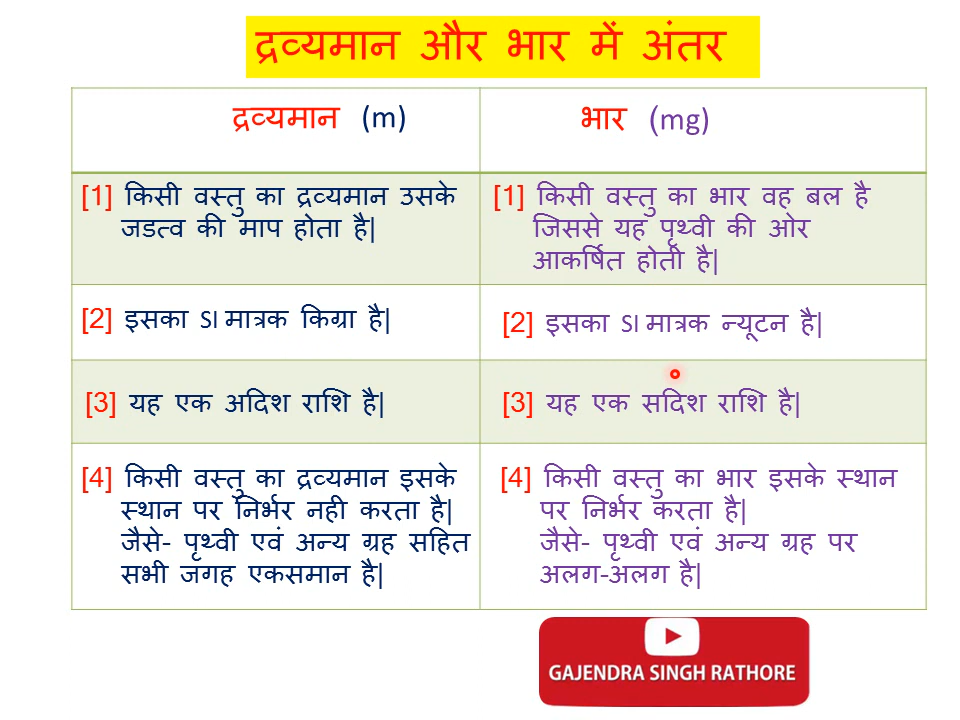 द्रव्यमान और भार में अंतर
द्रव्यमान (m)
भार (mg)
[1] किसी वस्तु का द्रव्यमान उसके
जडत्व की माप होता है|
[1] किसी वस्तु का भार वह बल है
जिससे यह पृथ्वी की ओर
आकर्षित होती है|
[2] इसका SI मात्रक किग्रा है|
[2] इसका SI मात्रक न्यूटन है|
[3] यह एक अदिश राशि है|
[3] यह एक सदिश राशि है|
[4] किसी वस्तु का द्रव्यमान इसके
स्थान पर निर्भर नही करता है|
जैसे- पृथ्वी एवं अन्य ग्रह सहित
सभी जगह एकसमान है|
[4] किसी वस्तु का भार इसके स्थान
पर निर्भर करता है|
जैसे- पृथ्वी एवं अन्य ग्रह पर
अलग-अलग है|
GAJENDRA SINGH RATHORE